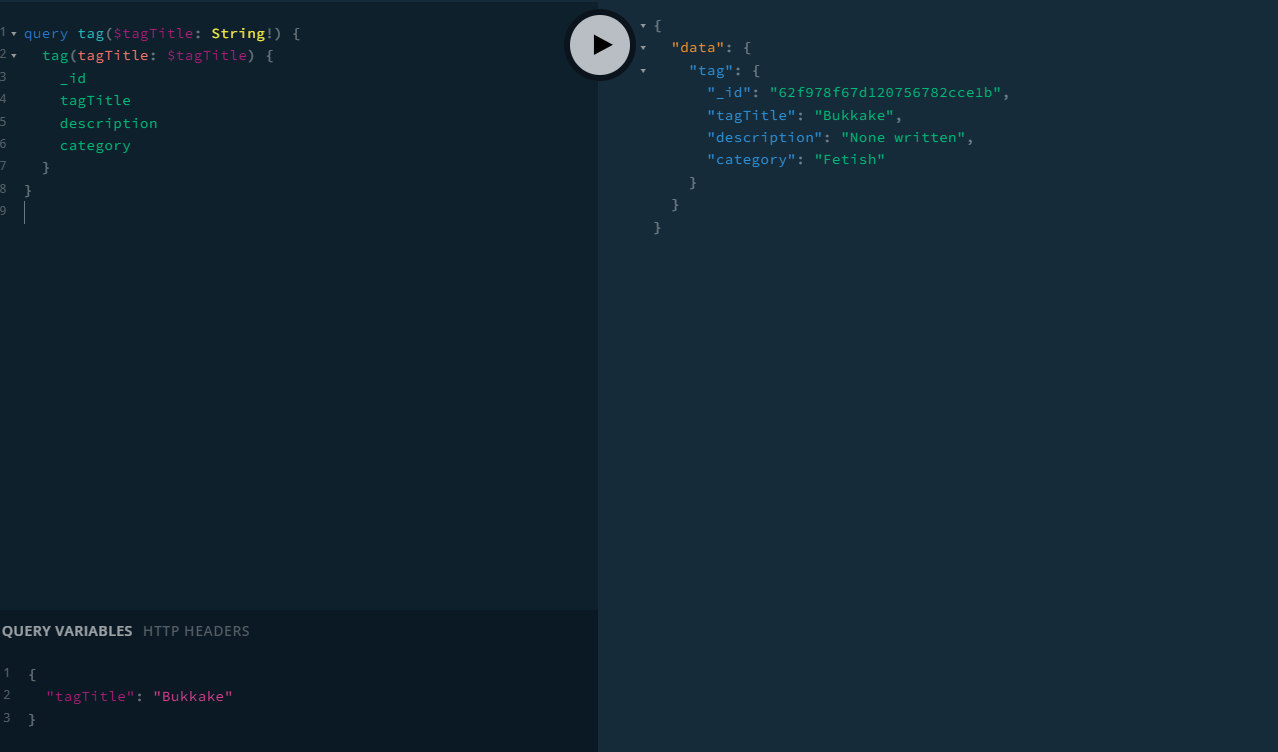 1 query tag($tagTitle: String!) {
2 tag(tagTitle: $tagTitle) {
3 _id
4 tagTitle
5 description
6 category
7 }
8 }
9
{
"data": {
"tag": {
"_id": "62f978f67d120756782cce1b",
"tagTitle": "Bukkake",
"description": "None written",
"category": "Fetish"
}
}
}
QUERY VARIABLES HTTP HEADERS
1 {
2 "tagTitle": "Bukkake"
3 }